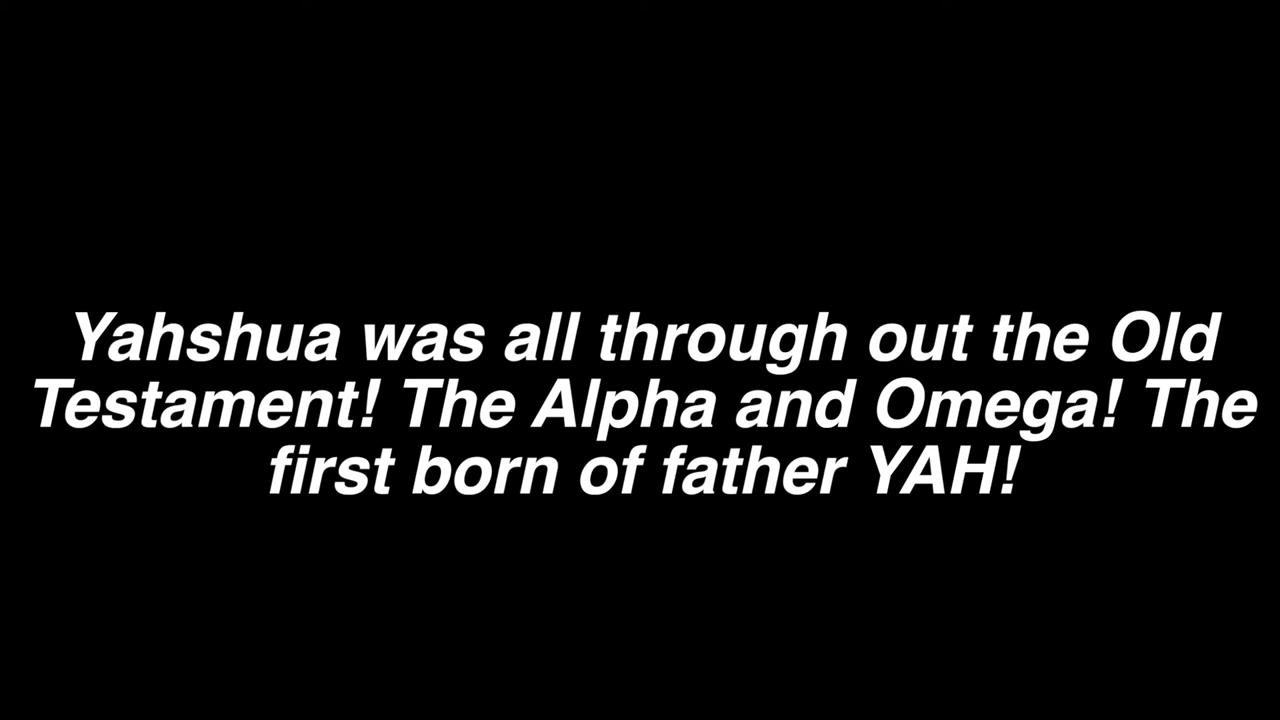 Yahshua was all through out the Old
Testament! The Alpha and Omega! The
first born of father YAH!